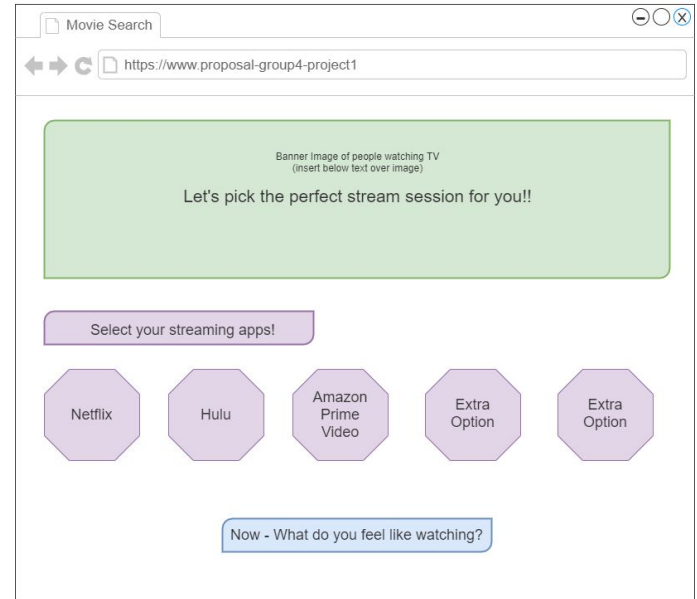 Movie Search
https://www.proposal-group4-project1
Banner Image of people watching TV
(insert below text over image)
Let's pick the perfect stream session for you!!
Select your streaming apps!
Netflix
Hulu
Amazon
Prime
Video
Extra
Option
Extra
Option
Now - What do you feel like watching?